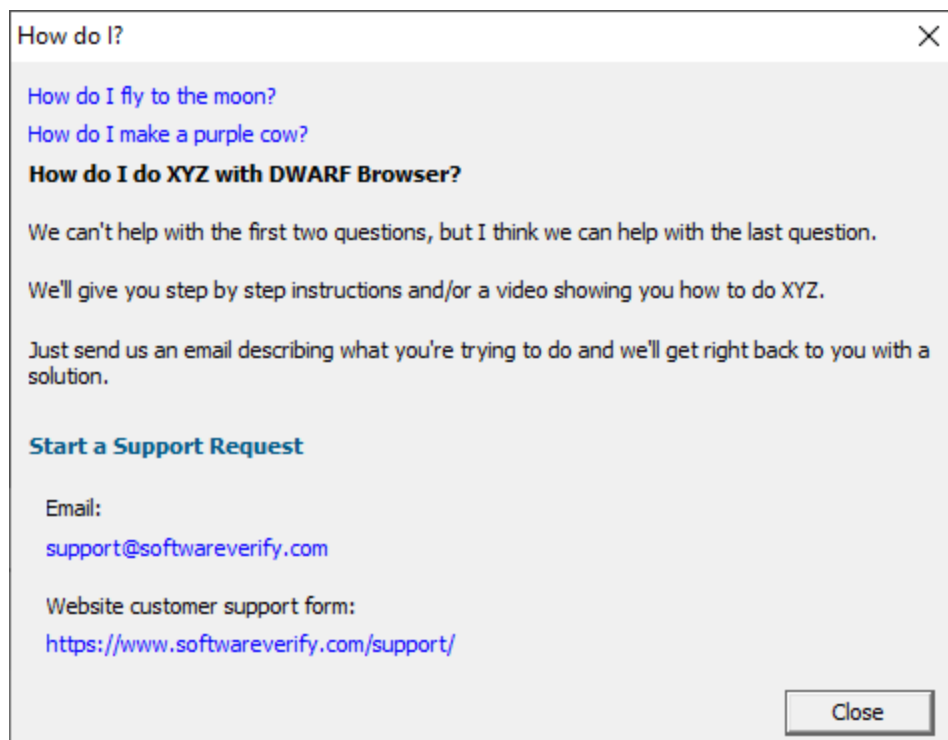 How do I?
How do I fly to the moon?
How do I make a purple cow?
How do I do XYZ with DWARF Browser?
We can't help with the first two questions, but I think we can help with the last question.
We'll give you step by step instructions and/or a video showing you how to do XYZ.
Just send us an email describing what you're trying to do and we'll get right back to you with a
solution.
Start a Support Request
Email:
support@softwareverify.com
Website customer support form:
https://www.softwareverify.com/support/
Close